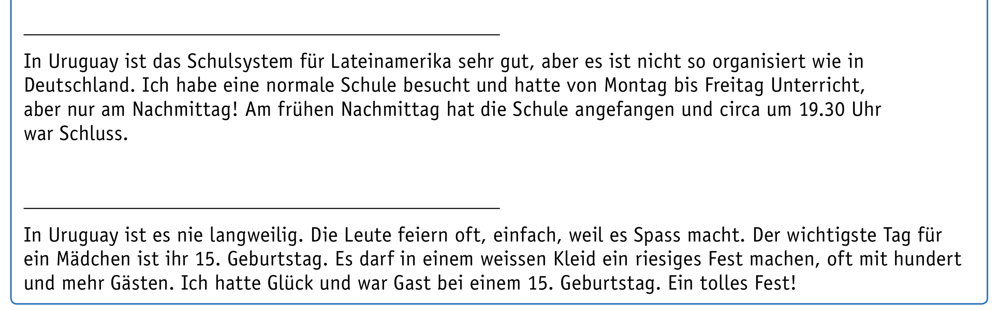 In Uruguay ist das Schulsystem für Lateinamerika sehr gut, aber es ist nicht so organisiert wie in
Deutschland. Ich habe eine normale Schule besucht und hatte von Montag bis Freitag Unterricht,
aber nur am Nachmittag! Am frühen Nachmittag hat die Schule angefangen und circa um 19.30 Uhr
war Schluss.
In Uruguay ist es nie langweilig. Die Leute feiern oft, einfach, weil es Spass macht. Der wichtigste Tag für
ein Mädchen ist ihr 15. Geburtstag. Es darf in einem weissen Kleid ein riesiges Fest machen, oft mit hundert
und mehr Gästen. Ich hatte Glück und war Gast bei einem 15. Geburtstag. Ein tolles Fest!